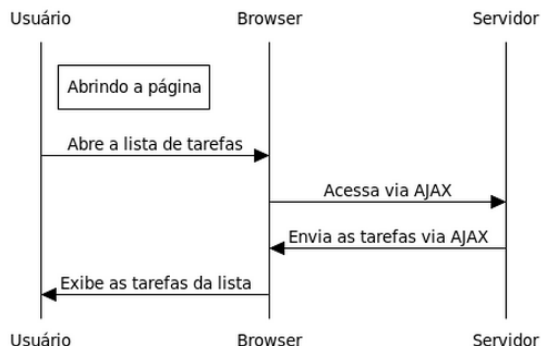 Usuário Browser Servidor
Abrindo a página
Abre a lista de tarefas
Acessa via AJAX
Envia as tarefas via AJAX
Exibe as tarefas da lista
Usuário Browser Servidor